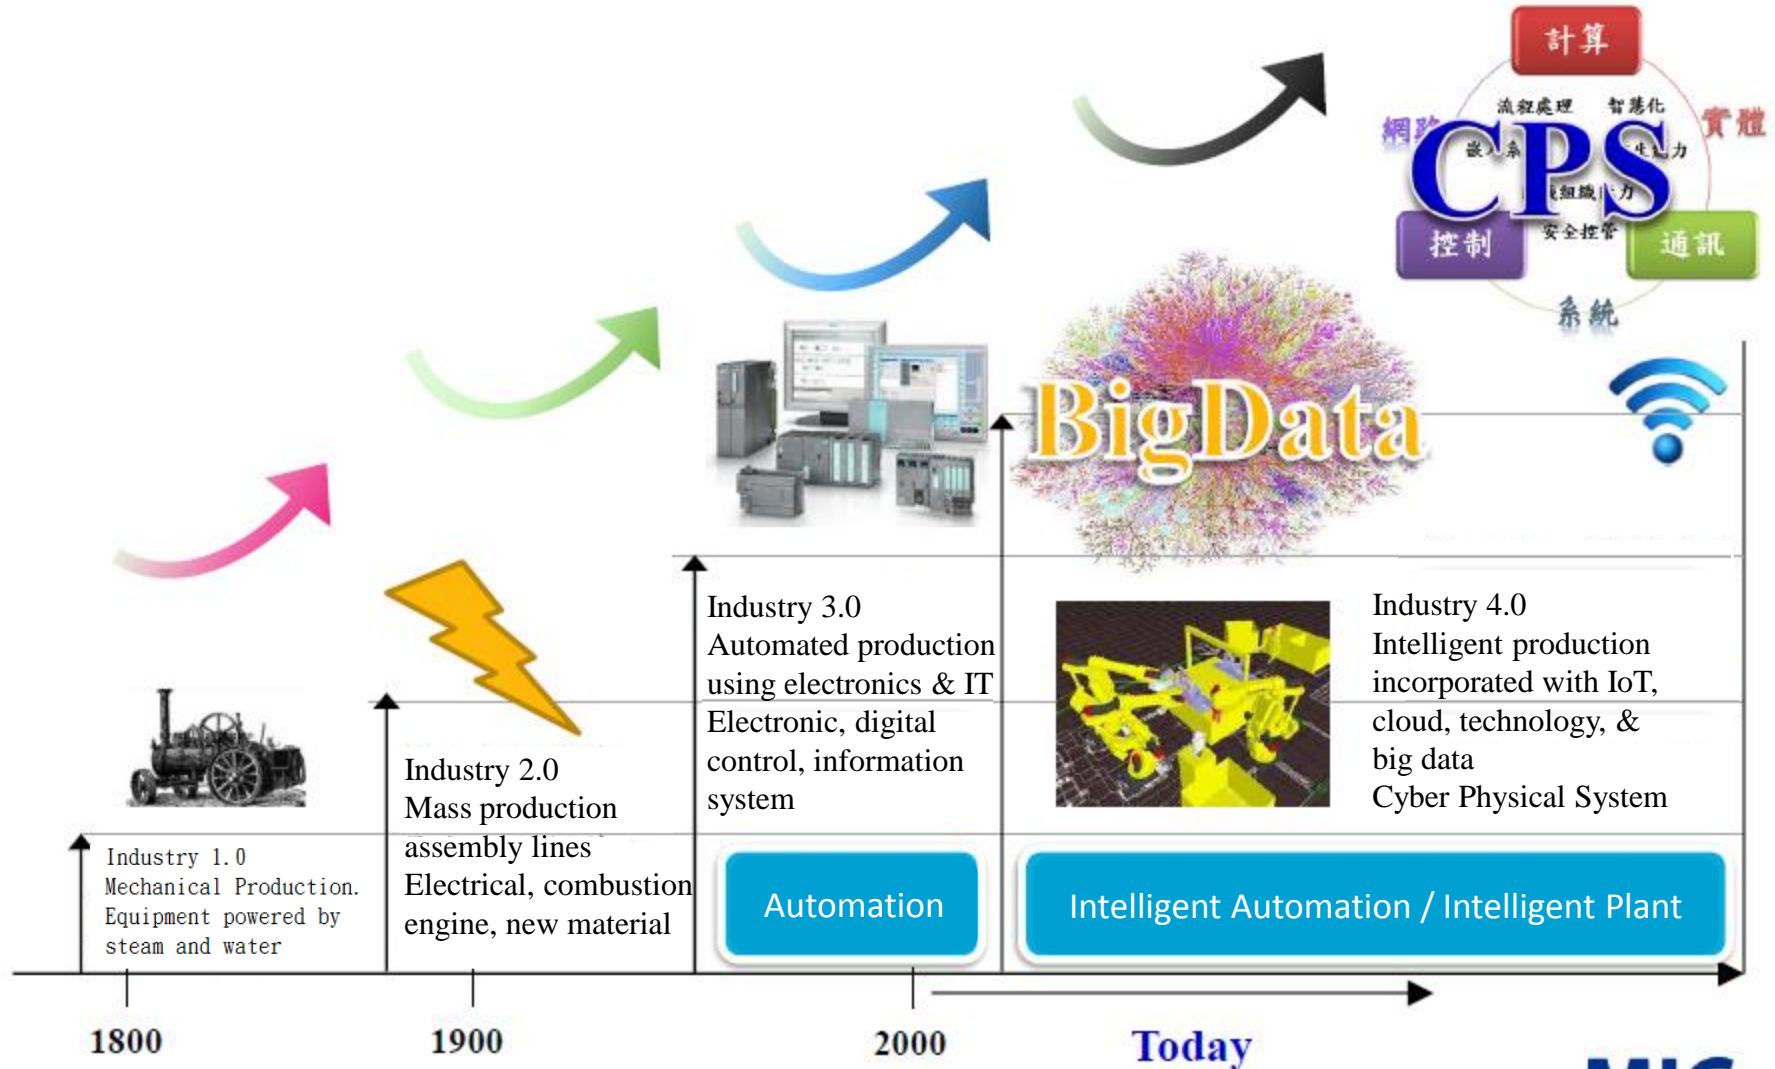 計算
流程處理 智慧化
網路
實體
CPS
力
安全控管
控制
通訊
系統
BigData
Industry 3.0
Automated production
using electronics & IT
Electronic, digital
control, information
system
Industry 4.0
Intelligent production
incorporated with IoT,
cloud, technology, &
big data
Cyber Physical System
Industry 2.0
Mass production
assembly lines
Electrical, combustion
engine, new material
Industry 1.0
Mechanical Production.
Equipment powered by
steam and water
Automation
Intelligent Automation / Intelligent Plant
1800
1900
2000
Today